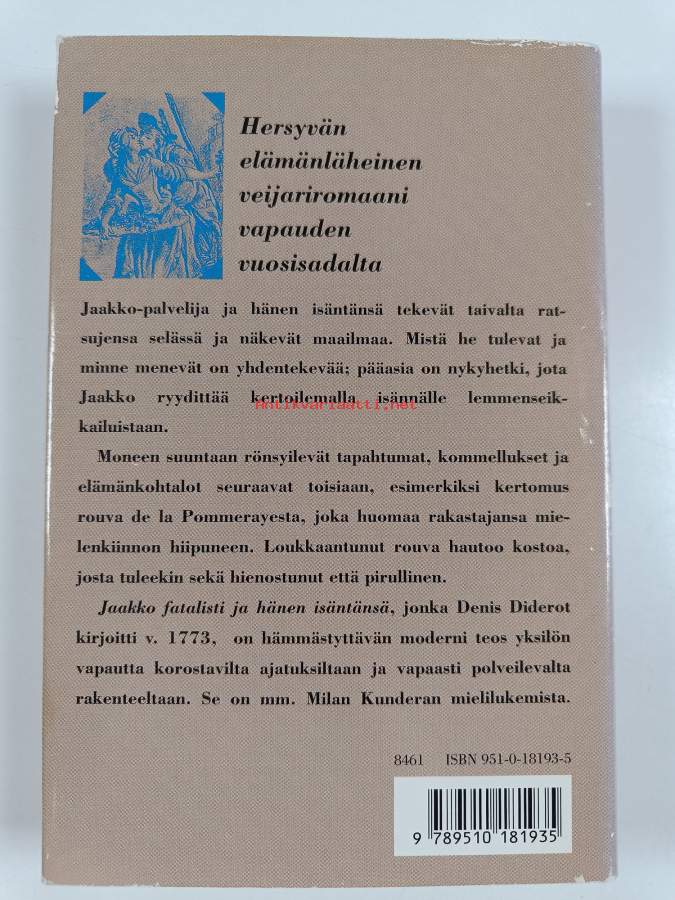 Hersyvän
elämänläheinen
veijariromaani
vapauden
vuosisadalta
Jaakko-palvelija ja hänen isäntänsä tekevät taivalta rat-
sujensa selässä ja näkevät maailmaa. Mistä he tulevat ja
minne menevät on yhdentekevää; pääasia on nykyhetki, jota
Jaakko ryydittää kertoilemalla isännälle lemmenseik-
Antikvariaatti.net
kailuistaan.
Moneen suuntaan rönsyilevät tapahtumat, kommellukset ja
elämänkohtalot seuraavat toisiaan, esimerkiksi kertomus
rouva de la Pommerayesta, joka huomaa rakastajansa mie-
lenkiinnon hiipuneen. Loukkaantunut rouva hautoo kostoa,
josta tuleekin sekä hienostunut että pirullinen.
Jaakko fatalisti ja hänen isäntänsä, jonka Denis Diderot
kirjoitti v. 1773, on hämmästyttävän moderni teos yksilön
vapautta korostavilta ajatuksiltaan ja vapaasti polveilevalta
rakenteeltaan. Se on mm. Milan Kunderan mielilukemista.
8461 ISBN 951-0-18193-5
9 789510 181935